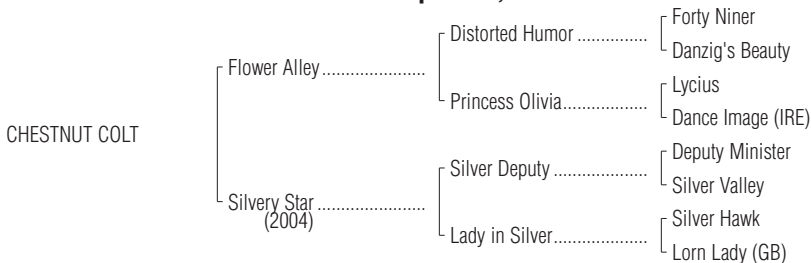 Forty Niner
Distorted Humor ...............
Danzig's Beauty
Flower Alley......................
Lycius
Princess Olivia..................
Dance Image (IRE)
CHESTNUT COLT
Deputy Minister
Silver Deputy ....................
Silver Valley
Silvery Star .......................
(2004)
Silver Hawk
Lady in Silver....................
Lorn Lady (GB)